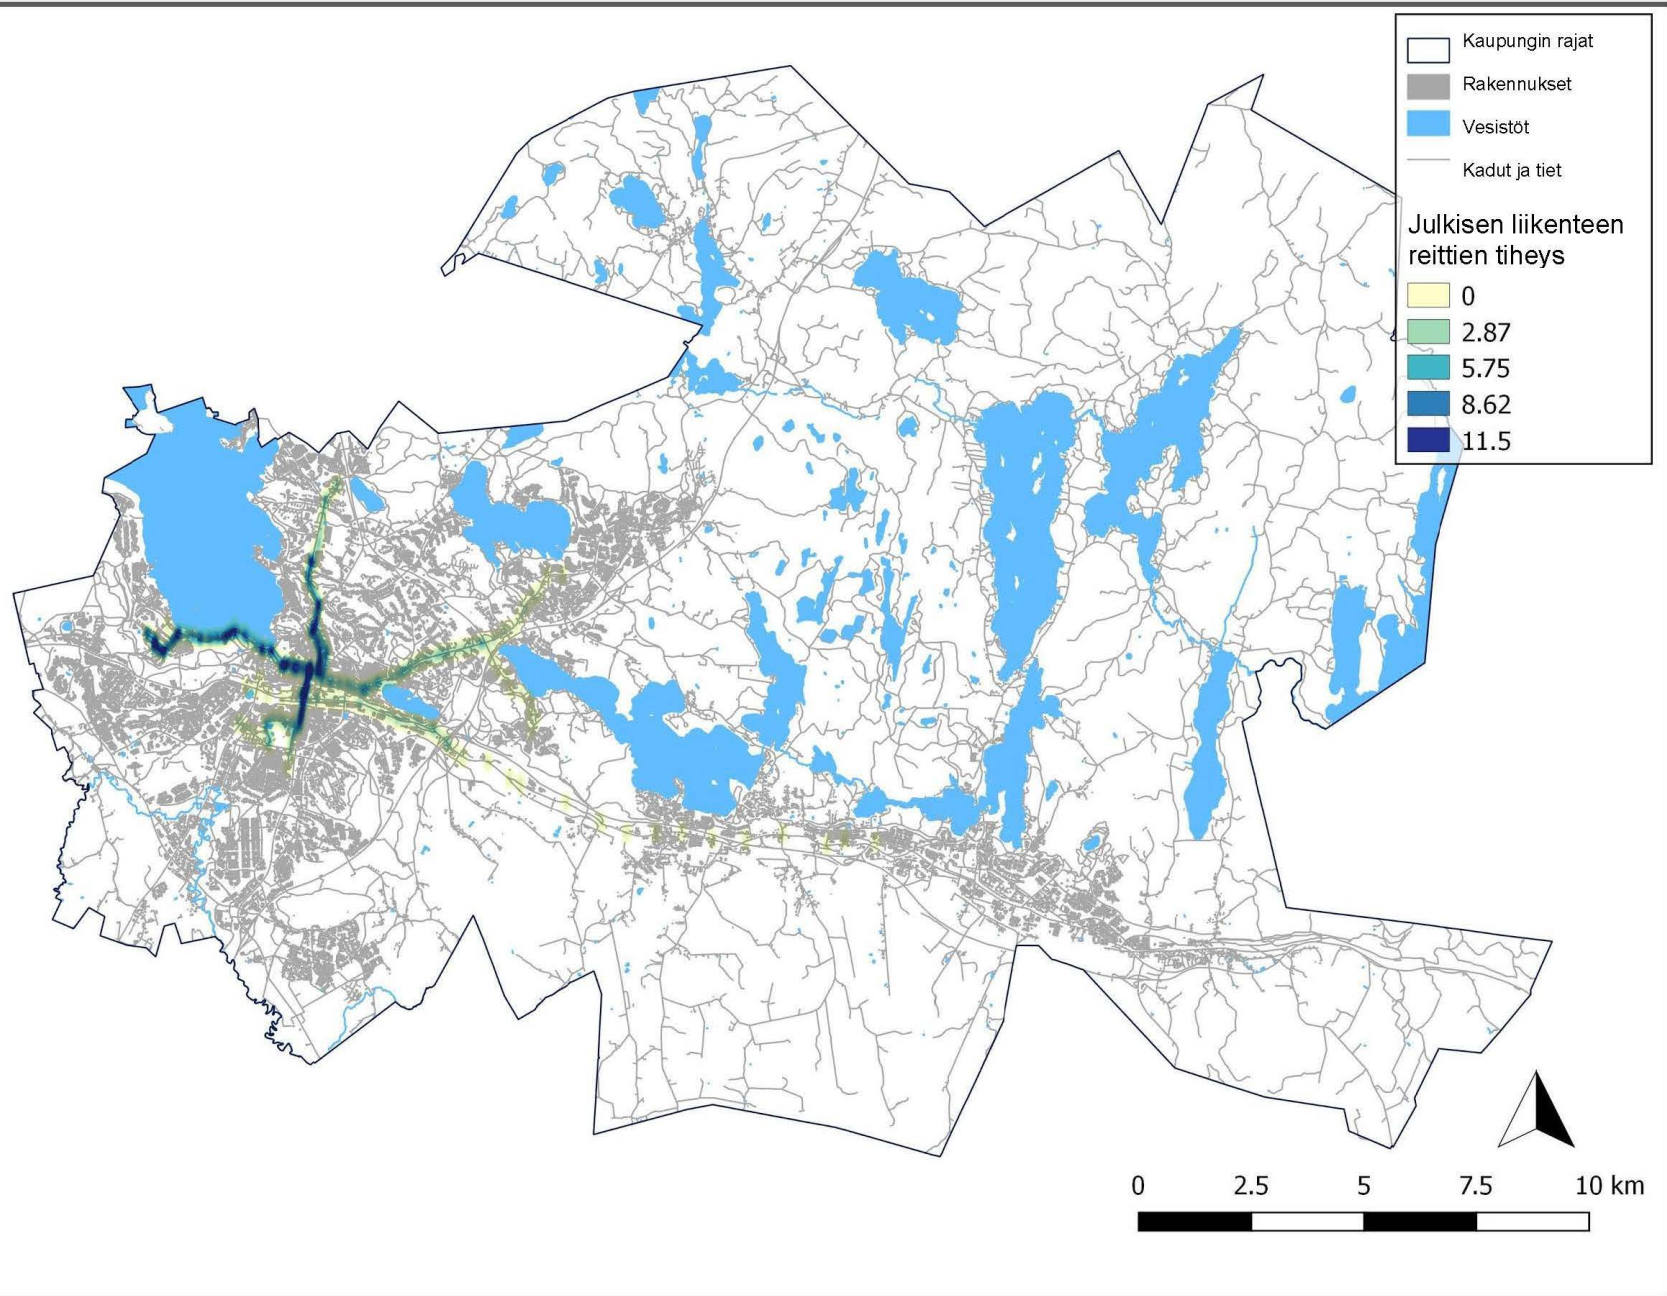 Kaupungin rajat
Rakennukset
Vesistöt
Kadut ja tiet
Julkisen liikenteen
reittien tiheys
0
2.87
5.75
8.62
11.5
0 2.5 5 7.5 10 km